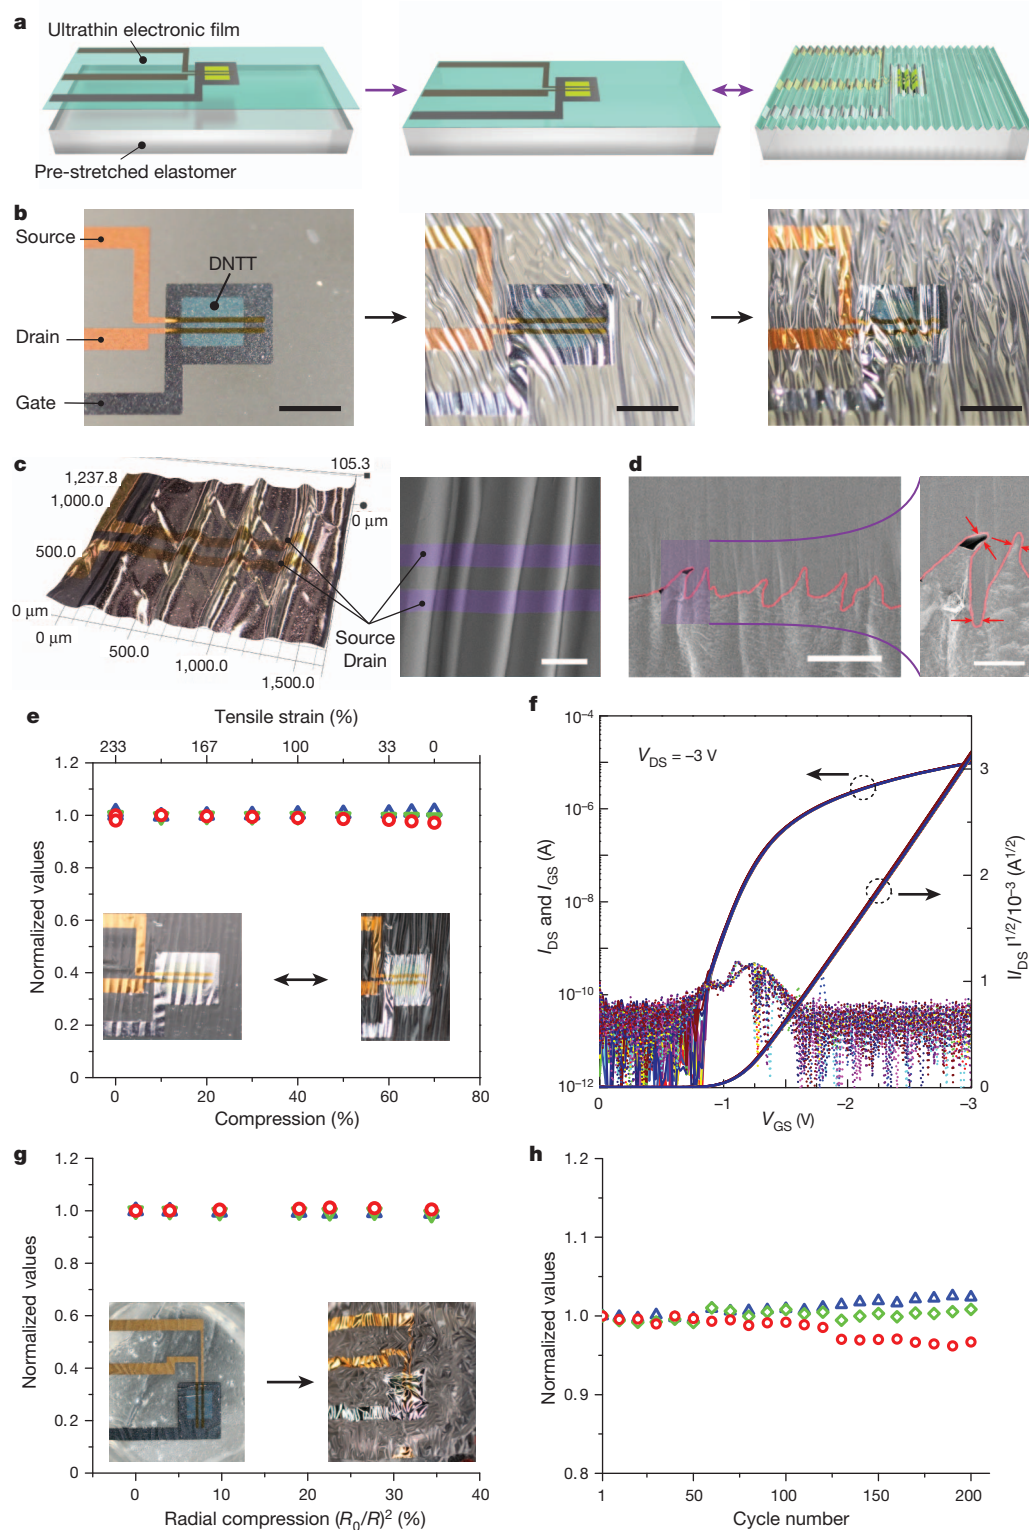 a
Ultrathin electronic film
Pre-stretched elastomer
b
Source
DNTT
Drain
Gate
c
105.3
1,237.8
1,000.0
0 μm
500.0
0 μm
0 μm
500.0
1,000.0
1,500.0
Source
Drain
d
e
Tensile strain (%)
233 167 100 33 0
1.2
1.0
0.8
0.6
0.4
0.2
0
Normalized values
0 20 40 60 80
Compression (%)
f
V_DS = –3 V
10⁻⁴
10⁻⁶
10⁻⁸
10⁻¹⁰
10⁻¹²
I_DS and I_GS (A)
3
2
1
0
|I_DS|^1/2/10⁻³ (A^1/2)
0 –1 –2 –3
V_GS (V)
g
1.2
1.0
0.8
0.6
0.4
0.2
0
Normalized values
0 10 20 30 40
Radial compression (R₀/R)² (%)
h
1.2
1.1
1.0
0.9
0.8
Normalized values
1 50 100 150 200
Cycle number